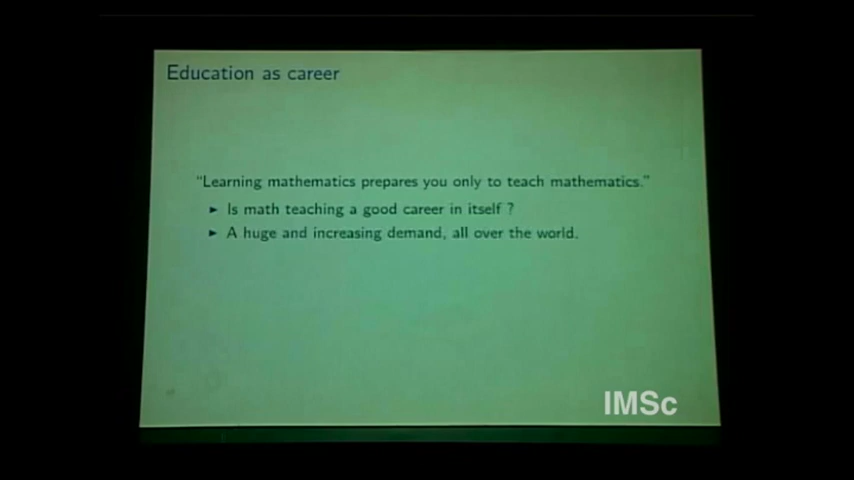 Education as career
“Learning mathematics prepares you only to teach mathematics.”
► Is math teaching a good career in itself ?
► A huge and increasing demand, all over the world.
IMSc